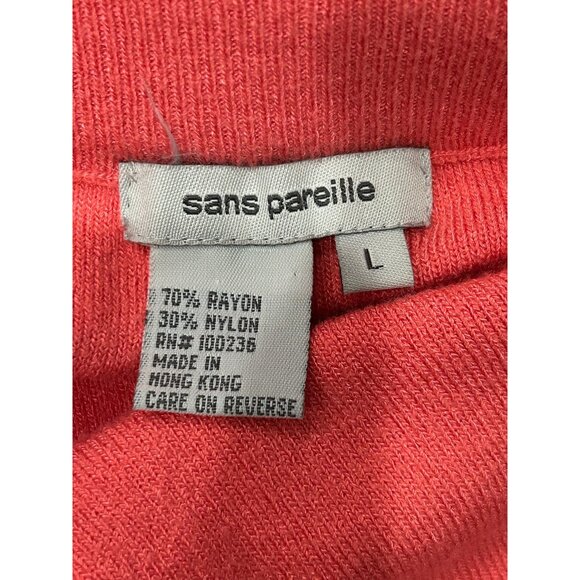 sans pareille
L
70% RAYON
30% NYLON
RN# 100236
MADE IN
HONG KONG
CARE ON REVERSE